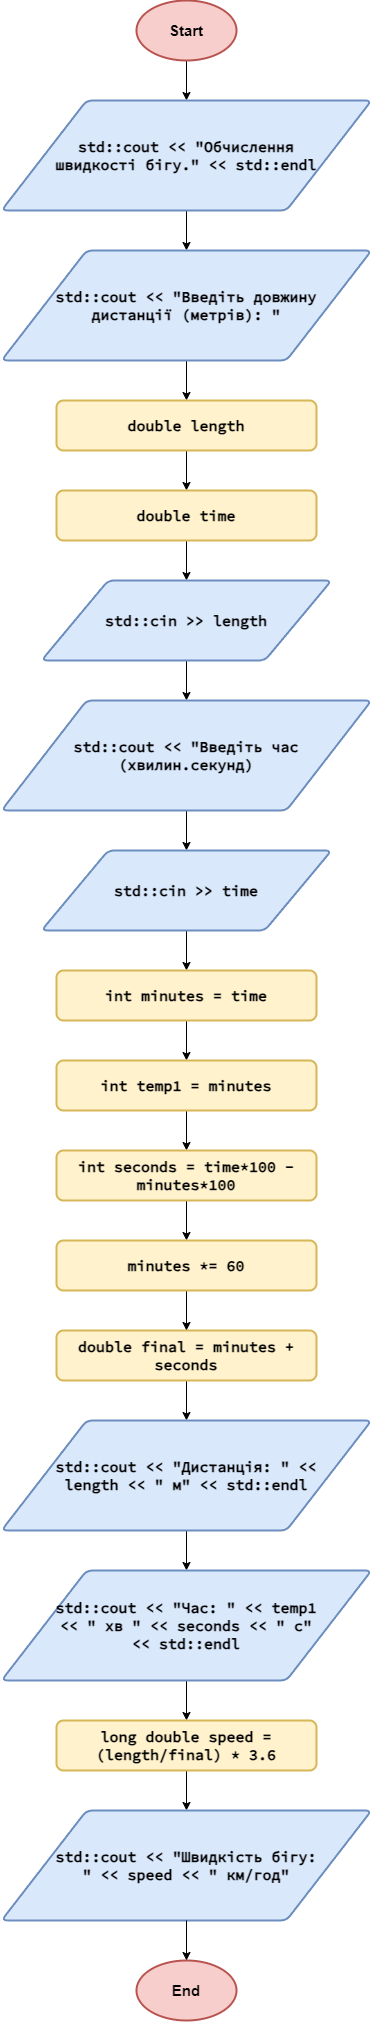 Start
std::cout << "Обчислення
швидкості бігу." << std::endl
std::cout << "Введіть довжину
дистанції (метрів): "
double length
double time
std::cin >> length
std::cout << "Введіть час
(хвилин.секунд)
std::cin >> time
int minutes = time
int temp1 = minutes
int seconds = time*100 -
minutes*100
minutes *= 60
double final = minutes +
seconds
std::cout << "Дистанція: " <<
length << " м" << std::endl
std::cout << "Час: " << temp1
<< " хв " << seconds << " с"
<< std::endl
long double speed =
(length/final) * 3.6
std::cout << "Швидкість бігу:
" << speed << " км/год"
End